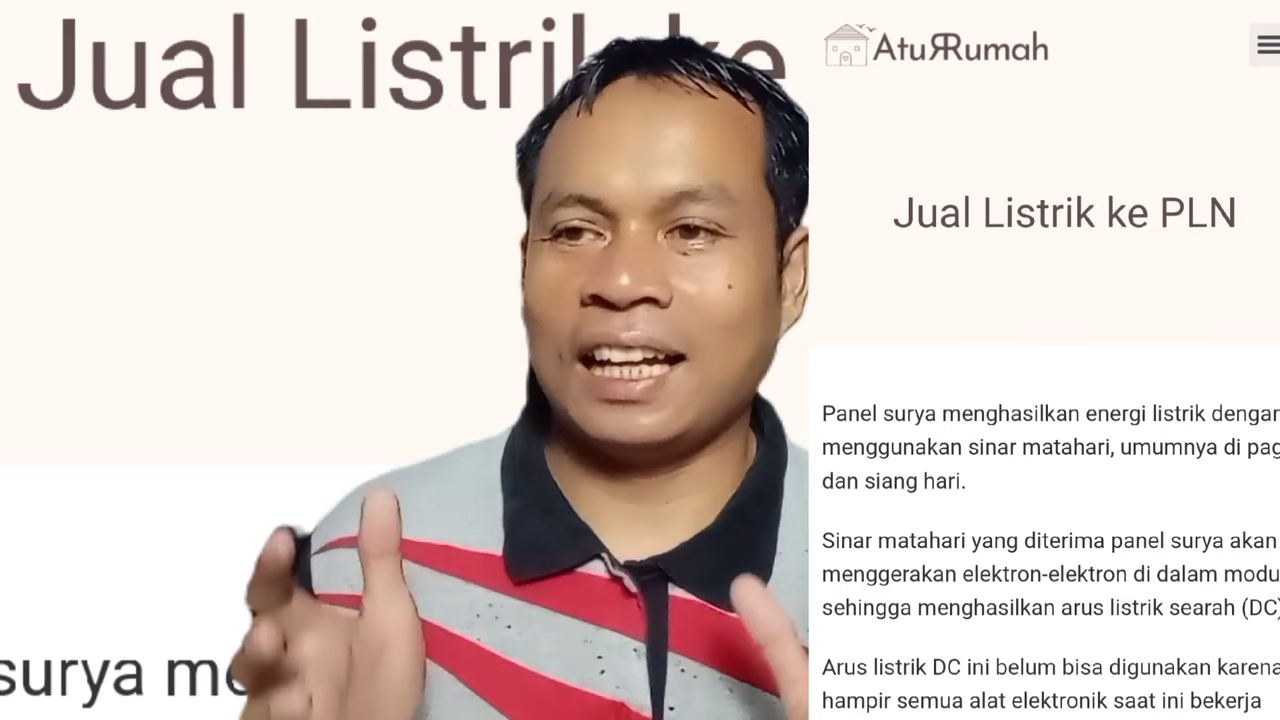 Jual Listrik ke
surya me
AtuRRumah
Jual Listrik ke PLN
Panel surya menghasilkan energi listrik dengan
menggunakan sinar matahari, umumnya di pag
dan siang hari.
Sinar matahari yang diterima panel surya akan
menggerakan elektron-elektron di dalam modu
sehingga menghasilkan arus listrik searah (DC)
Arus listrik DC ini belum bisa digunakan karena
hampir semua alat elektronik saat ini bekerja